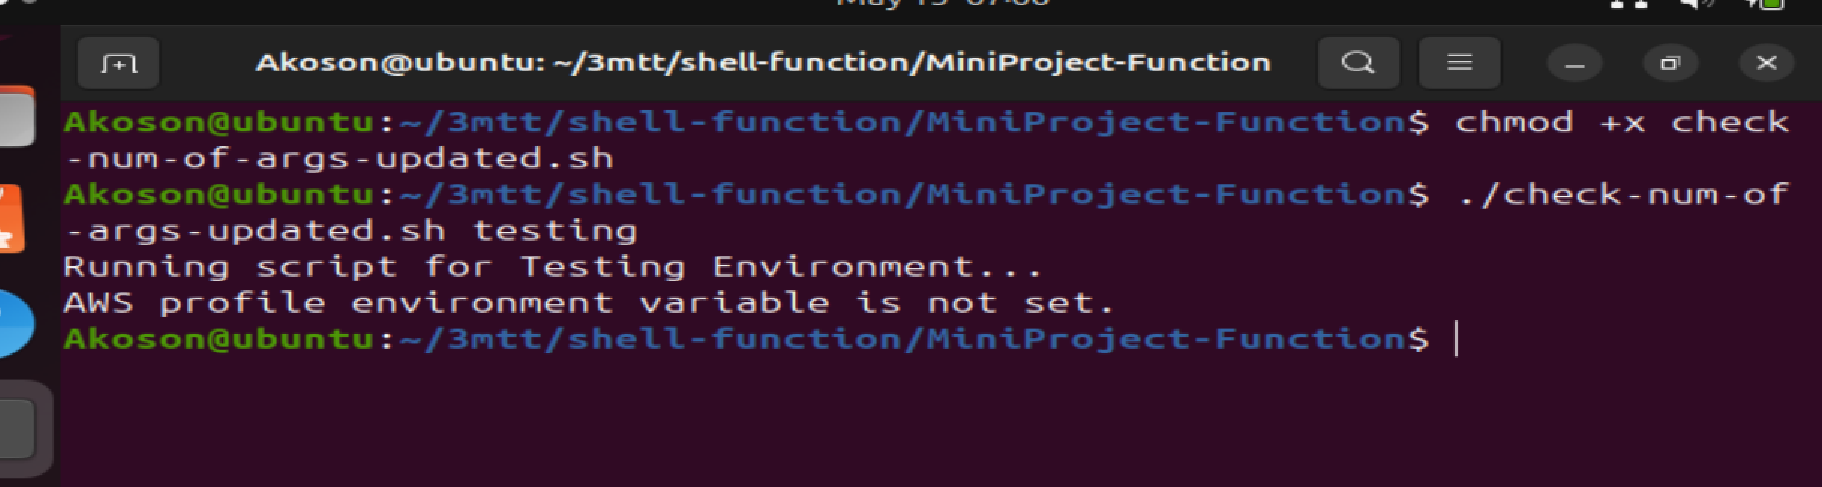 Akoson@ubuntu: ~/3mtt/shell-function/MiniProject-Function
Akoson@ubuntu:~/3mtt/shell-function/MiniProject-Function$ chmod +x check
-num-of-args-updated.sh
Akoson@ubuntu:~/3mtt/shell-function/MiniProject-Function$ ./check-num-of
-args-updated.sh testing
Running script for Testing Environment...
AWS profile environment variable is not set.
Akoson@ubuntu:~/3mtt/shell-function/MiniProject-Function$